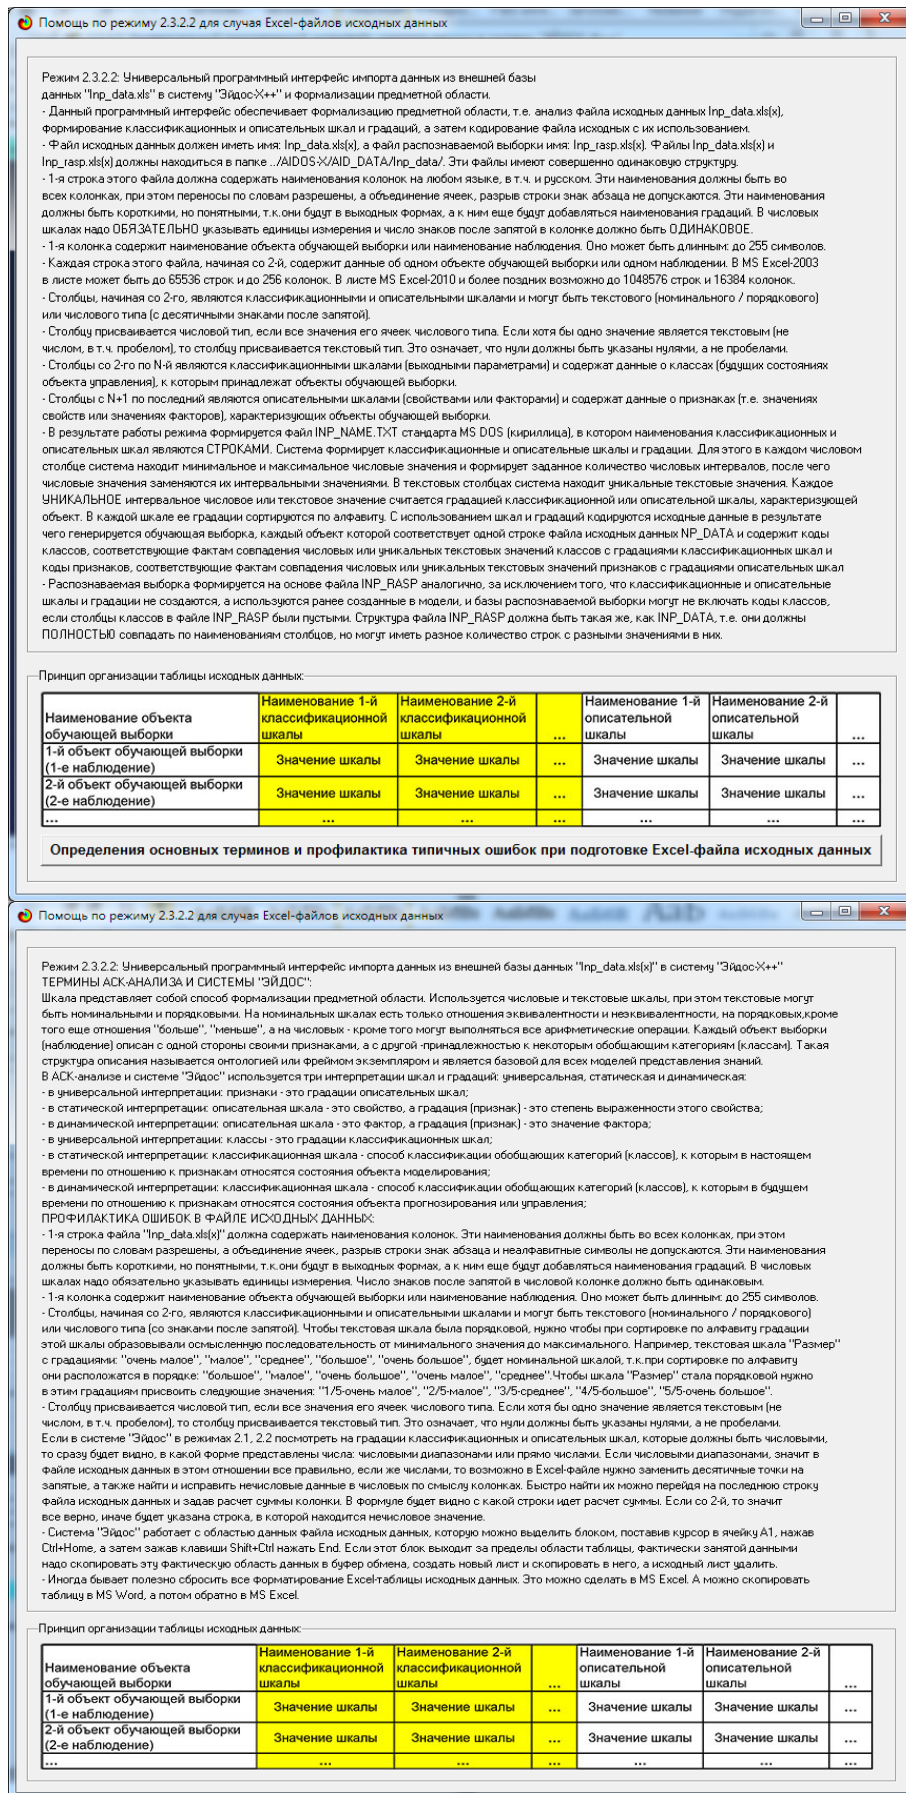 Помощь по режиму 2.3.2.2 для случая Excel-файлов исходных данных
Режим 2.3.2.2: Универсальный программный интерфейс импорта данных из внешней базы
данных "Inp_data.xls" в систему "Эйдос-X++" и формализации предметной области.
- Данный программный интерфейс обеспечивает формализацию предметной области, т.е. анализ файла исходных данных Inp_data.xls(x),
формирование классификационных и описательных шкал и градаций, а затем кодирование файла исходных с их использованием.
- Файл исходных данных должен иметь имя: Inp_data.xls(x), а файл распознаваемой выборки имя: Inp_rasp.xls(x). Файлы Inp_data.xls(x) и
Inp_rasp.xls(x) должны находиться в папке ../AIDOS-X/AID_DATA/Inp_data/. Эти файлы имеют совершенно одинаковую структуру.
- 1-я строка этого файла должна содержать наименования колонок на любом языке, в т.ч. и русском. Эти наименования должны быть во
всех колонках, при этом переносы по словам разрешены, а объединение ячеек, разрыв строки знак абзаца не допускаются. Эти наименования
должны быть короткими, но понятными, т.к.они будут в выходных формах, а к ним еще будут добавляться наименования градаций. В числовых
шкалах надо ОБЯЗАТЕЛЬНО указывать единицы измерения и число знаков после запятой в колонке должно быть ОДИНАКОВОЕ.
- 1-я колонка содержит наименование объекта обучающей выборки или наименование наблюдения. Оно может быть длинным: до 255 символов.
- Каждая строка этого файла, начиная со 2-й, содержит данные об одном объекте обучающей выборки или одном наблюдении. В MS Excel-2003
в листе может быть до 65536 строк и до 256 колонок. В листе MS Excel-2010 и более поздних возможно до 1048576 строк и 16384 колонок.
- Столбцы, начиная со 2-го, являются классификационными и описательными шкалами и могут быть текстового (номинального / порядкового)
или числового типа (с десятичными знаками после запятой).
- Столбцу присваивается числовой тип, если все значения его ячеек числового типа. Если хотя бы одно значение является текстовым (не
числом, в т.ч. пробелом), то столбцу присваивается текстовый тип. Это означает, что нули должны быть указаны нулями, а не пробелами.
- Столбцы со 2-го по N-й являются классификационными шкалами (выходными параметрами) и содержат данные о классах (будущих состояниях
объекта управления), к которым принадлежат объекты обучающей выборки.
- Столбцы с N+1 по последний являются описательными шкалами (свойствами или факторами) и содержат данные о признаках (т.е. значениях
свойств или значениях факторов), характеризующих объекты обучающей выборки.
- В результате работы режима формируется файл INP_NAME.TXT стандарта MS DOS (кириллица), в котором наименования классификационных и
описательных шкал являются СТРОКАМИ. Система формирует классификационные и описательные шкалы и градации. Для этого в каждом числовом
столбце система находит минимальное и максимальное числовые значения и формирует заданное количество числовых интервалов, после чего
числовые значения заменяются их интервальными значениями. В текстовых столбцах система находит уникальные текстовые значения. Каждое
УНИКАЛЬНОЕ интервальное числовое или текстовое значение считается градацией классификационной или описательной шкалы, характеризующей
объект. В каждой шкале ее градации сортируются по алфавиту. С использованием шкал и градаций кодируются исходные данные в результате
чего генерируется обучающая выборка, каждый объект которой соответствует одной строке файла исходных данных NP_DATA и содержит коды
классов, соответствующие фактам совпадения числовых или уникальных текстовых значений классов с градациями классификационных шкал и
коды признаков, соответствующие фактам совпадения числовых или уникальных текстовых значений признаков с градациями описательных шкал
- Распознаваемая выборка формируется на основе файла INP_RASP аналогично, за исключением того, что классификационные и описательные
шкалы и градации не создаются, а используются ранее созданные в модели, и базы распознаваемой выборки могут не включать коды классов,
если столбцы классов в файле INP_RASP были пустыми. Структура файла INP_RASP должна быть такая же, как INP_DATA, т.е. они должны
ПОЛНОСТЬЮ совпадать по наименованиям столбцов, но могут иметь разное количество строк с разными значениями в них.
Принцип организации таблицы исходных данных:
Наименование объекта обучающей выборки Наименование 1-й классификационной шкалы Наименование 2-й классификационной шкалы ... Наименование 1-й описательной шкалы Наименование 2-й описательной шкалы ...
1-й объект обучающей выборки (1-е наблюдение) Значение шкалы Значение шкалы ... Значение шкалы Значение шкалы ...
2-й объект обучающей выборки (2-е наблюдение) Значение шкалы Значение шкалы ... Значение шкалы Значение шкалы ...
... ... ... ... ... ... ...
Определения основных терминов и профилактика типичных ошибок при подготовке Excel-файла исходных данных
Помощь по режиму 2.3.2.2 для случая Excel-файлов исходных данных
Режим 2.3.2.2: Универсальный программный интерфейс импорта данных из внешней базы данных "Inp_data.xls(x)" в систему "Эйдос-X++"
ТЕРМИНЫ АСК-АНАЛИЗА И СИСТЕМЫ "ЭЙДОС":
Шкала представляет собой способ формализации предметной области. Используется числовые и текстовые шкалы, при этом текстовые могут
быть номинальными и порядковыми. На номинальных шкалах есть только отношения эквивалентности и неэквивалентности, на порядковых,кроме
того еще отношения "больше", "меньше", а на числовых - кроме того могут выполняться все арифметические операции. Каждый объект выборки
(наблюдение) описан с одной стороны своими признаками, а с другой -принадлежностью к некоторым обобщающим категориям (классам). Такая
структура описания называется онтологией или фреймом экземпляром и является базовой для всех моделей представления знаний.
В АСК-анализе и системе "Эйдос" используется три интерпретации шкал и градаций: универсальная, статическая и динамическая:
- в универсальной интерпретации: признаки - это градации описательных шкал;
- в статической интерпретации: описательная шкала - это свойство, а градация (признак) - это степень выраженности этого свойства;
- в динамической интерпретации: описательная шкала - это фактор, а градация (признак) - это значение фактора;
- в универсальной интерпретации: классы - это градации классификационных шкал;
- в статической интерпретации: классификационная шкала - способ классификации обобщающих категорий (классов), к которым в настоящем
времени по отношению к признакам относятся состояния объекта моделирования;
- в динамической интерпретации: классификационная шкала - способ классификации обобщающих категорий (классов), к которым в будущем
времени по отношению к признакам относятся состояния объекта прогнозирования или управления;
ПРОФИЛАКТИКА ОШИБОК В ФАЙЛЕ ИСХОДНЫХ ДАННЫХ:
- 1-я строка файла "Inp_data.xls(x)" должна содержать наименования колонок. Эти наименования должны быть во всех колонках, при этом
переносы по словам разрешены, а объединение ячеек, разрыв строки знак абзаца и неалфавитные символы не допускаются. Эти наименования
должны быть короткими, но понятными, т.к.они будут в выходных формах, а к ним еще будут добавляться наименования градаций. В числовых
шкалах надо обязательно указывать единицы измерения. Число знаков после запятой в числовой колонке должно быть одинаковым.
- 1-я колонка содержит наименование объекта обучающей выборки или наименование наблюдения. Оно может быть длинным: до 255 символов.
- Столбцы, начиная со 2-го, являются классификационными и описательными шкалами и могут быть текстового (номинального / порядкового)
или числового типа (со знаками после запятой). Чтобы текстовая шкала была порядковой, нужно чтобы при сортировке по алфавиту градации
этой шкалы образовывали осмысленную последовательность от минимального значения до максимального. Например, текстовая шкала "Размер"
с градациями: "очень малое", "малое", "среднее", "большое", "очень большое", будет номинальной шкалой, т.к.при сортировке по алфавиту
они расположатся в порядке: "большое", "малое", "очень большое", "очень малое", "среднее".Чтобы шкала "Размер" стала порядковой нужно
в этим градациям присвоить следующие значения: "1/5-очень малое", "2/5-малое", "3/5-среднее", "4/5-большое", "5/5-очень большое".
- Столбцу присваивается числовой тип, если все значения его ячеек числового типа. Если хотя бы одно значение является текстовым (не
числом, в т.ч. пробелом), то столбцу присваивается текстовый тип. Это означает, что нули должны быть указаны нулями, а не пробелами.
Если в системе "Эйдос" в режимах 2.1, 2.2 посмотреть на градации классификационных и описательных шкал, которые должны быть числовыми,
то сразу будет видно, в какой форме представлены числа: числовыми диапазонами или прямо числами. Если числовыми диапазонами, значит в
файле исходных данных в этом отношении все правильно, если же числами, то возможно в Excel-файле нужно заменить десятичные точки на
запятые, а также найти и исправить нечисловые данные в числовых по смыслу колонках. Быстро найти их можно перейдя на последнюю строку
файла исходных данных и задав расчет суммы колонки. В формуле будет видно с какой строки идет расчет суммы. Если со 2-й, то значит
все верно, иначе будет указана строка, в которой находится нечисловое значение.
- Система "Эйдос" работает с областью данных файла исходных данных, которую можно выделить блоком, поставив курсор в ячейку A1, нажав
Ctrl+Home, а затем зажав клавиши Shift+Ctrl нажать End. Если этот блок выходит за пределы области таблицы, фактически занятой данными
надо скопировать эту фактическую область данных в буфер обмена, создать новый лист и скопировать в него, а исходный лист удалить.
- Иногда бывает полезно сбросить все форматирование Excel-таблицы исходных данных. Это можно сделать в MS Excel. А можно скопировать
таблицу в MS Word, а потом обратно в MS Excel.
Принцип организации таблицы исходных данных:
Наименование объекта обучающей выборки Наименование 1-й классификационной шкалы Наименование 2-й классификационной шкалы ... Наименование 1-й описательной шкалы Наименование 2-й описательной шкалы ...
1-й объект обучающей выборки (1-е наблюдение) Значение шкалы Значение шкалы ... Значение шкалы Значение шкалы ...
2-й объект обучающей выборки (2-е наблюдение) Значение шкалы Значение шкалы ... Значение шкалы Значение шкалы ...
... ... ... ... ... ... ...